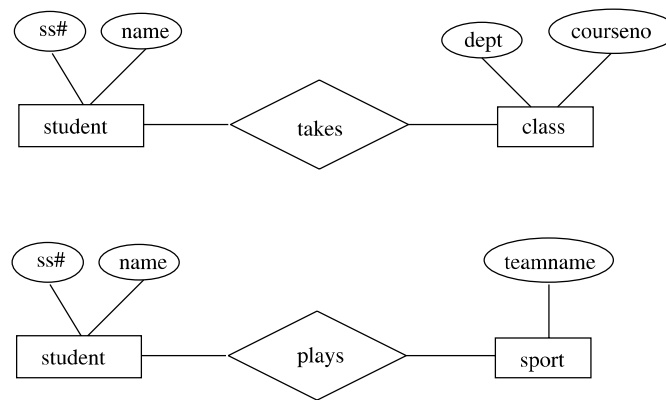 ss#
name
dept
courseno
student
takes
class
ss#
name
teamname
student
plays
sport